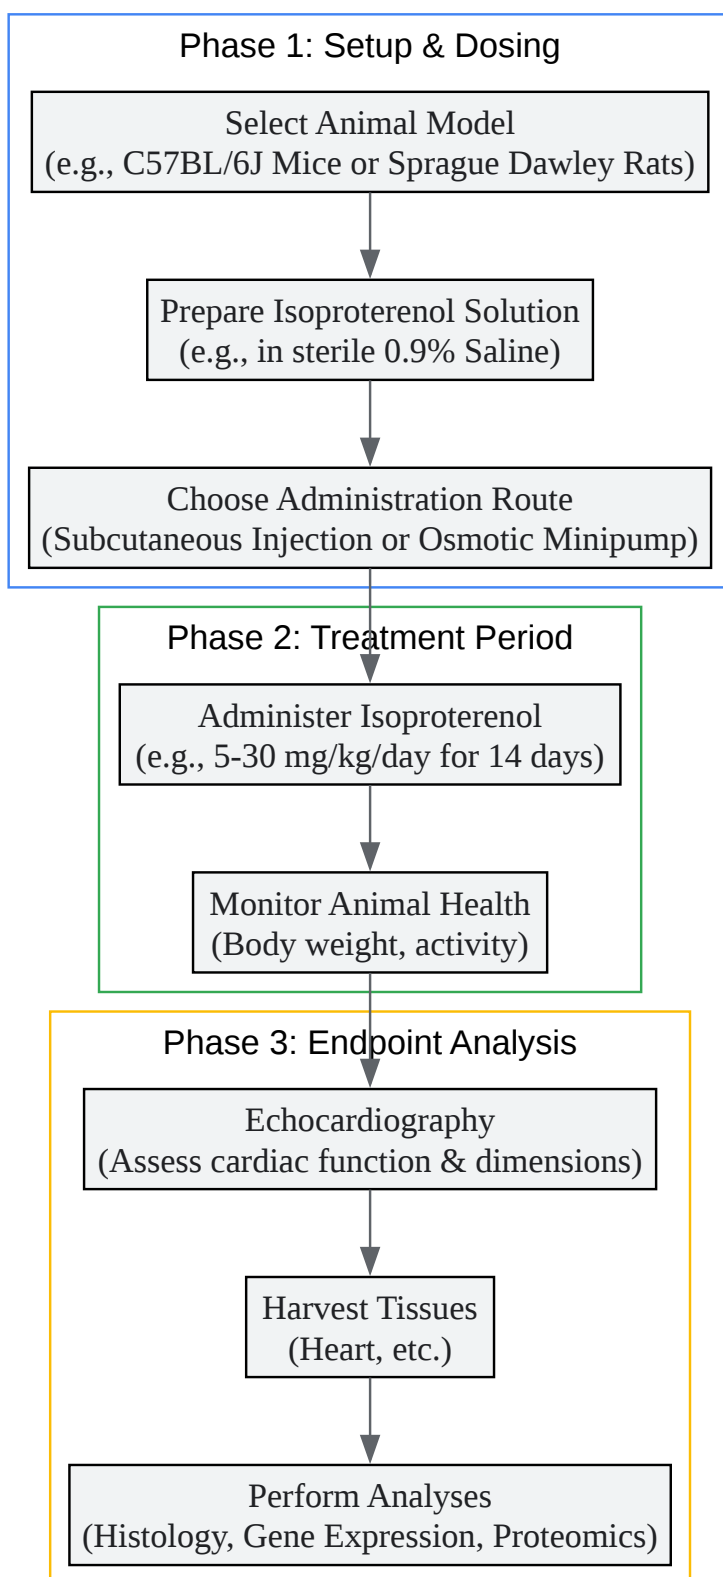 Phase 1: Setup & Dosing
Select Animal Model
(e.g., C57BL/6J Mice or Sprague Dawley Rats)
Prepare Isoproterenol Solution
(e.g., in sterile 0.9% Saline)
Choose Administration Route
(Subcutaneous Injection or Osmotic Minipump)
Phase 2: Treatment Period
Administer Isoproterenol
(e.g., 5-30 mg/kg/day for 14 days)
Monitor Animal Health
(Body weight, activity)
Phase 3: Endpoint Analysis
Echocardiography
(Assess cardiac function & dimensions)
Harvest Tissues
(Heart, etc.)
Perform Analyses
(Histology, Gene Expression, Proteomics)